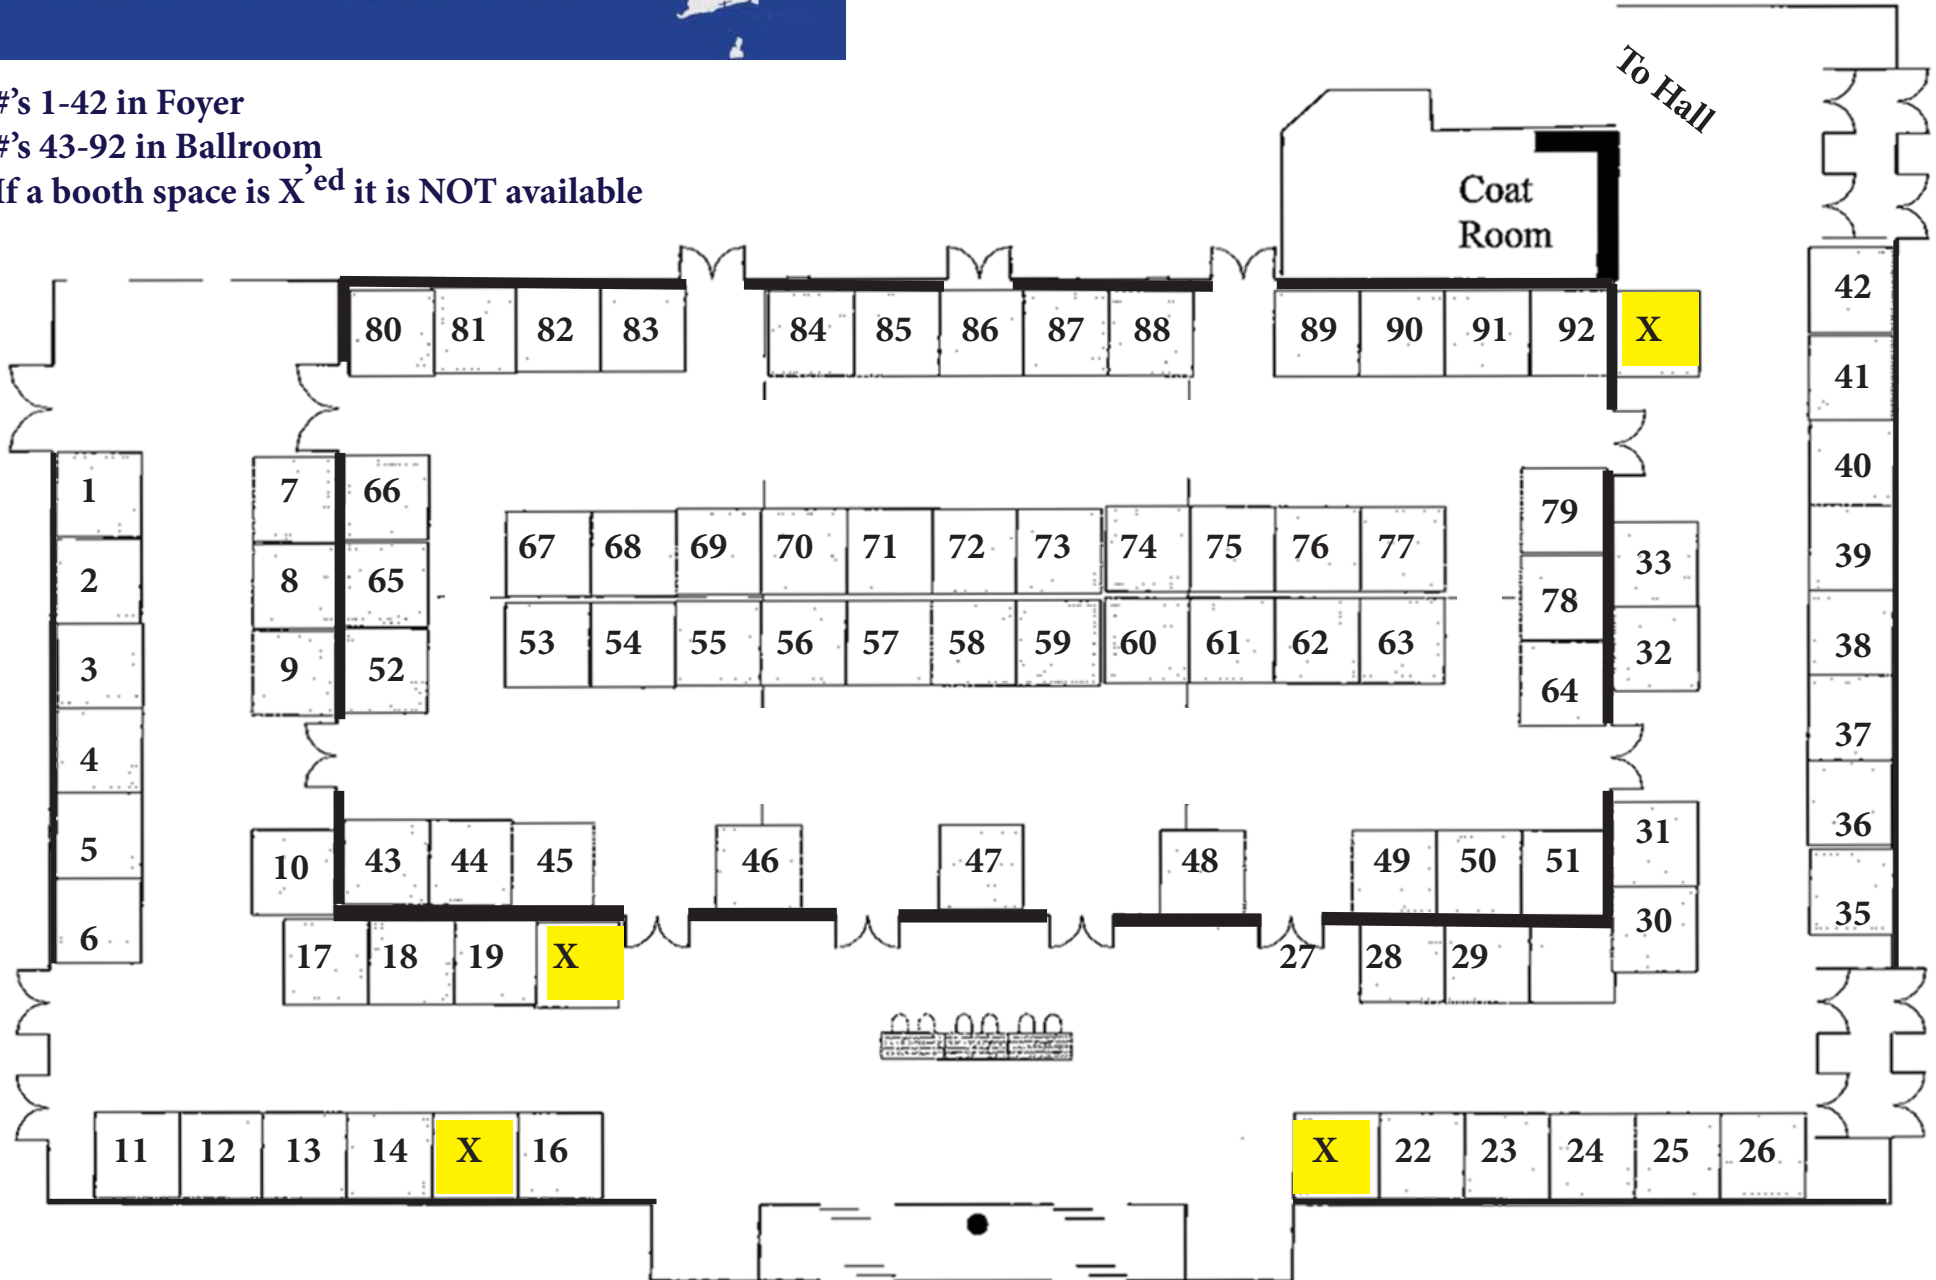 #'s 1-42 in Foyer
#'s 43-92 in Ballroom
If a booth space is X'ed it is NOT available
To Hall
Coat
Room
80 81 82 83 84 85 86 87 88 89 90 91 92 X
42
41
40
39
38
37
36
35
1
2
3
4
5
6
7
8
9
10
66
65
52
67 68 69 70 71 72 73 74 75 76 77
53 54 55 56 57 58 59 60 61 62 63
79
78
64
33
32
31
30
43 44 45 46 47 48 49 50 51
17 18 19 X 27 28 29
11 12 13 14 X 16 X 22 23 24 25 26